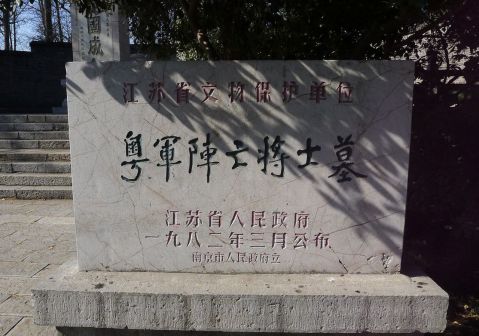 江苏省文物保护单位
粤軍陣亡将士墓
江苏省人民政府
一九八二年三月公布
南京市人民政府立